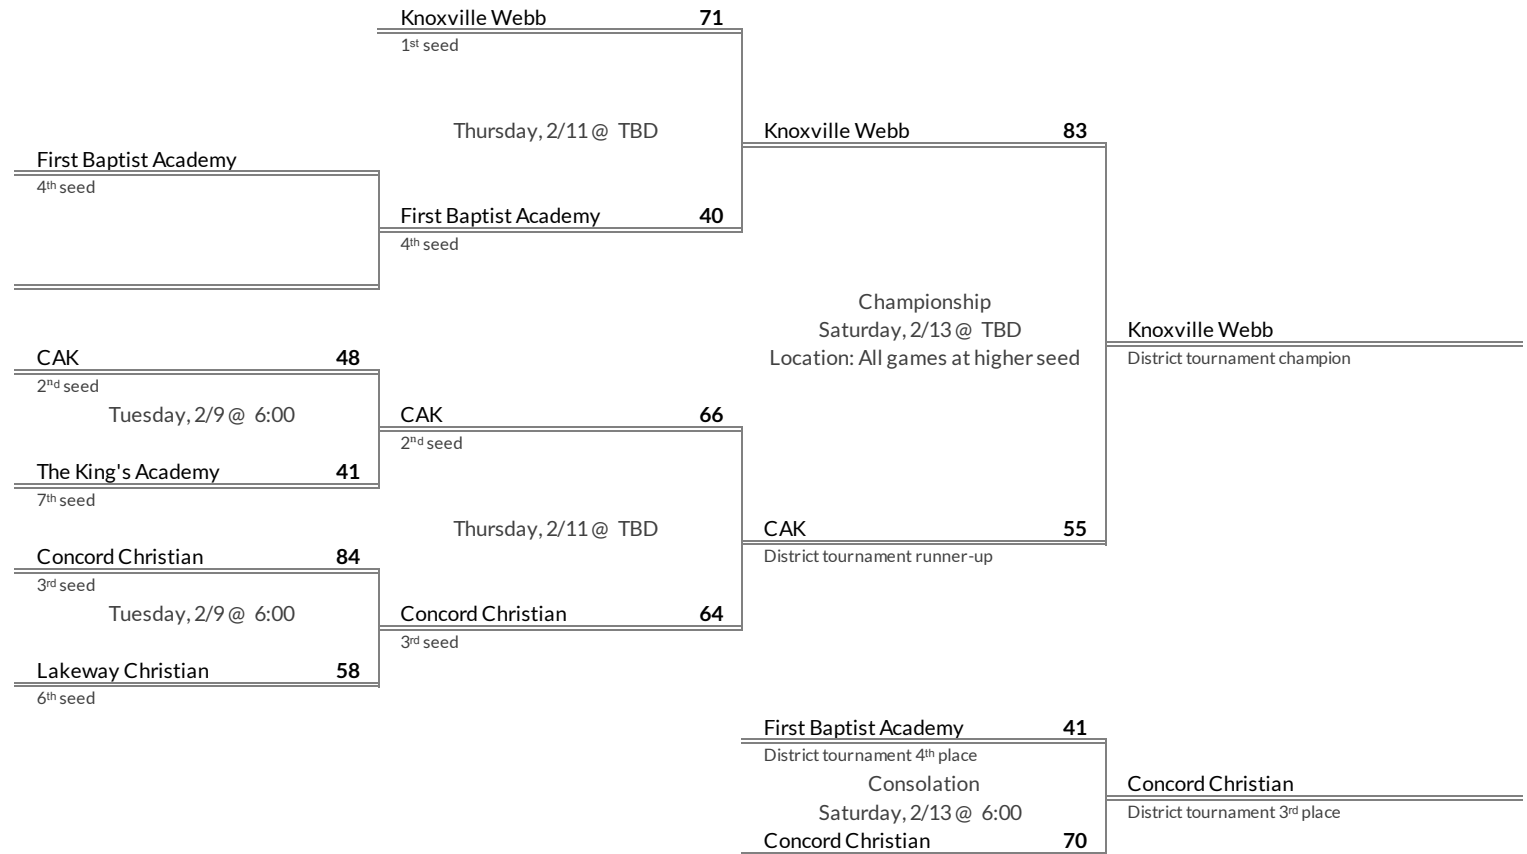 Knoxville Webb 71
1st seed
Thursday, 2/11 @ TBD
Knoxville Webb 83
First Baptist Academy
4th seed
First Baptist Academy 40
4th seed
Championship
Saturday, 2/13 @ TBD
Location: All games at higher seed
Knoxville Webb
District tournament champion
CAK 48
2nd seed
Tuesday, 2/9 @ 6:00
CAK 66
2nd seed
The King's Academy 41
7th seed
Thursday, 2/11 @ TBD
CAK 55
District tournament runner-up
Concord Christian 84
3rd seed
Tuesday, 2/9 @ 6:00
Concord Christian 64
3rd seed
Lakeway Christian 58
6th seed
First Baptist Academy 41
District tournament 4th place
Consolation
Saturday, 2/13 @ 6:00
Concord Christian 70
Concord Christian
District tournament 3rd place